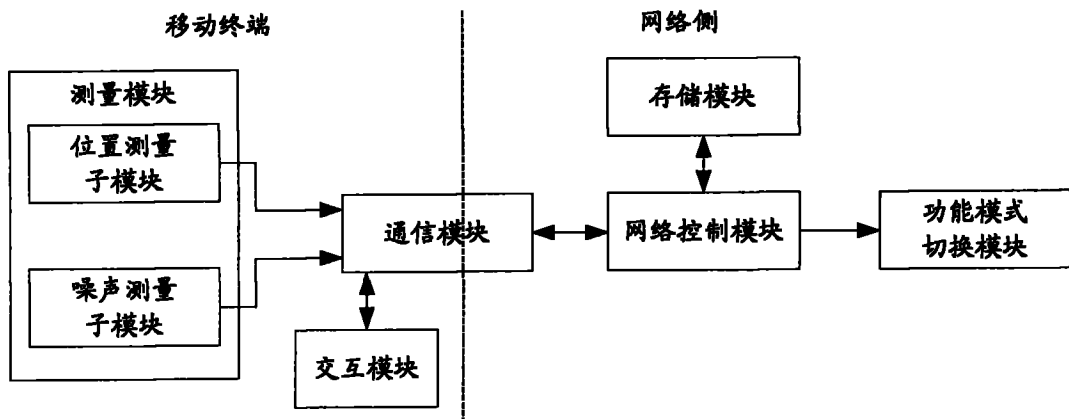 移动终端
网络侧
测量模块
位置测量
子模块
噪声测量
子模块
通信模块
交互模块
存储模块
网络控制模块
功能模式
切换模块